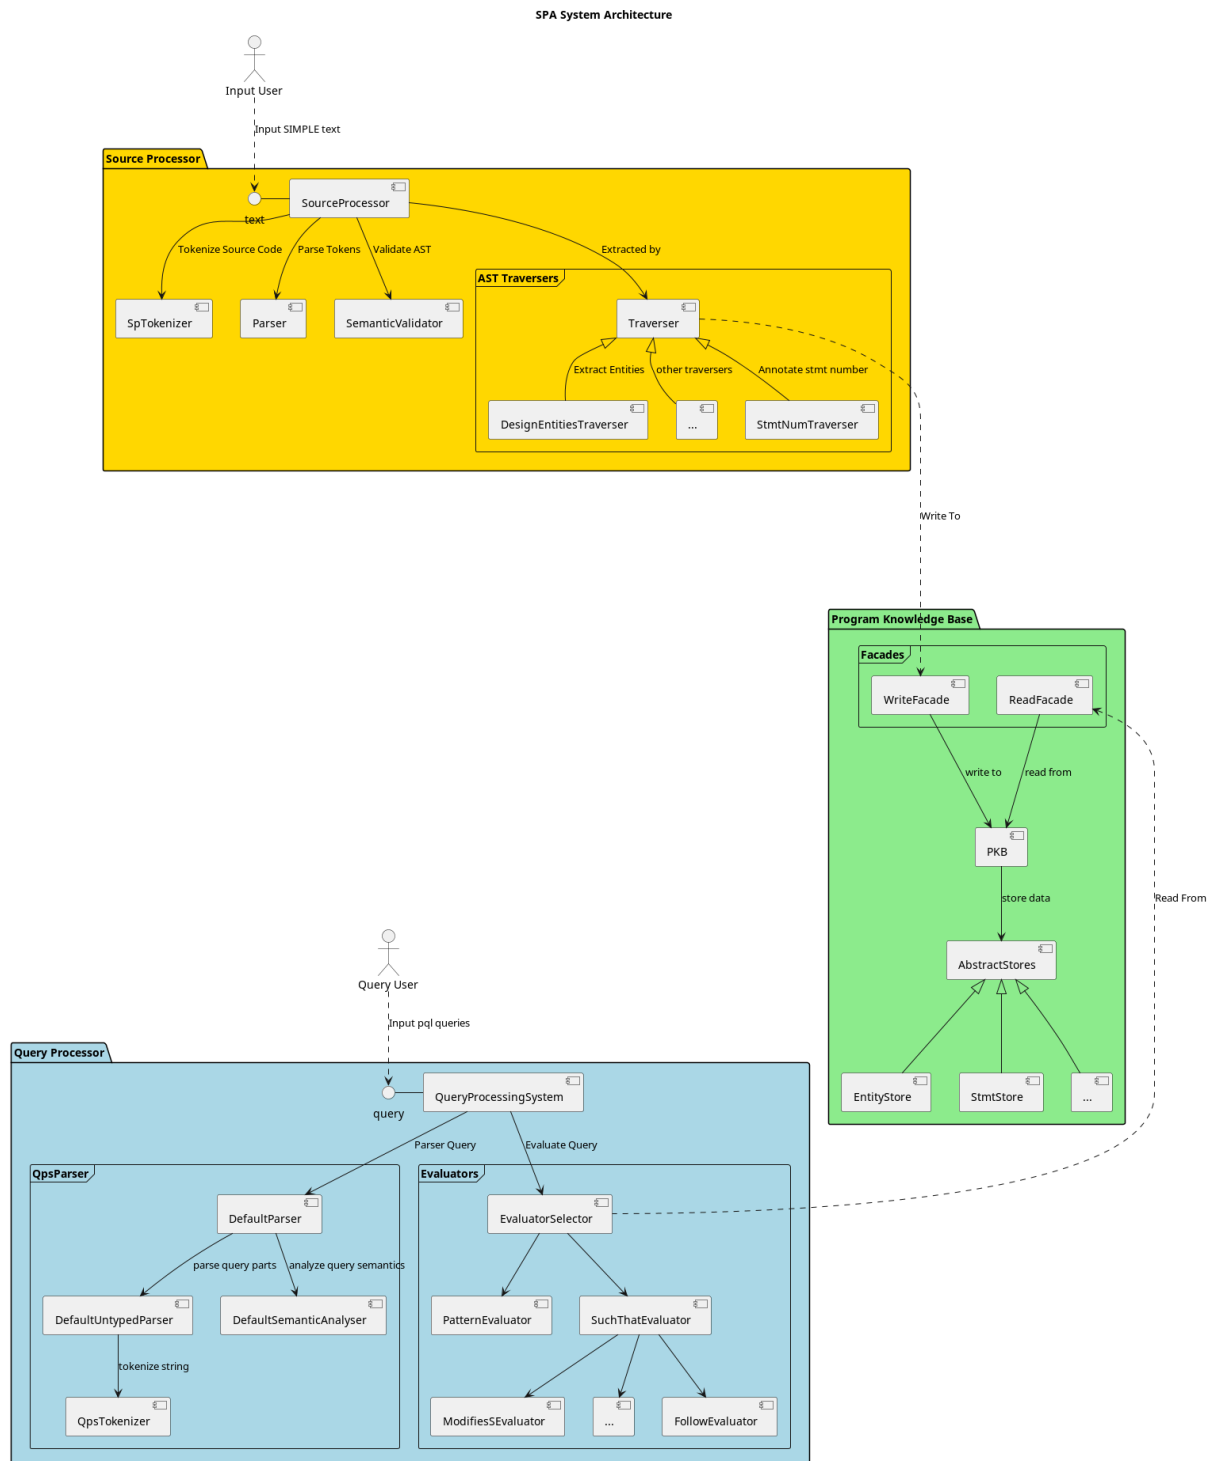 SPA System Architecture
Input User
Input SIMPLE text
Source Processor
SourceProcessor
text
Tokenize Source Code
Parse Tokens
Validate AST
Extracted by
AST Traversers
SpTokenizer
Parser
SemanticValidator
Traverser
Extract Entities
other traversers
Annotate stmt number
DesignEntitiesTraverser
...
StmtNumTraverser
Write To
Program Knowledge Base
Facades
WriteFacade
ReadFacade
write to
read from
PKB
store data
Read From
AbstractStores
EntityStore
StmtStore
...
Query User
Input pql queries
Query Processor
QueryProcessingSystem
query
Parser Query
Evaluate Query
QpsParser
DefaultParser
parse query parts
analyze query semantics
DefaultUntypedParser
DefaultSemanticAnalyser
tokenize string
QpsTokenizer
Evaluators
EvaluatorSelector
PatternEvaluator
SuchThatEvaluator
ModifiesSEvaluator
...
FollowEvaluator